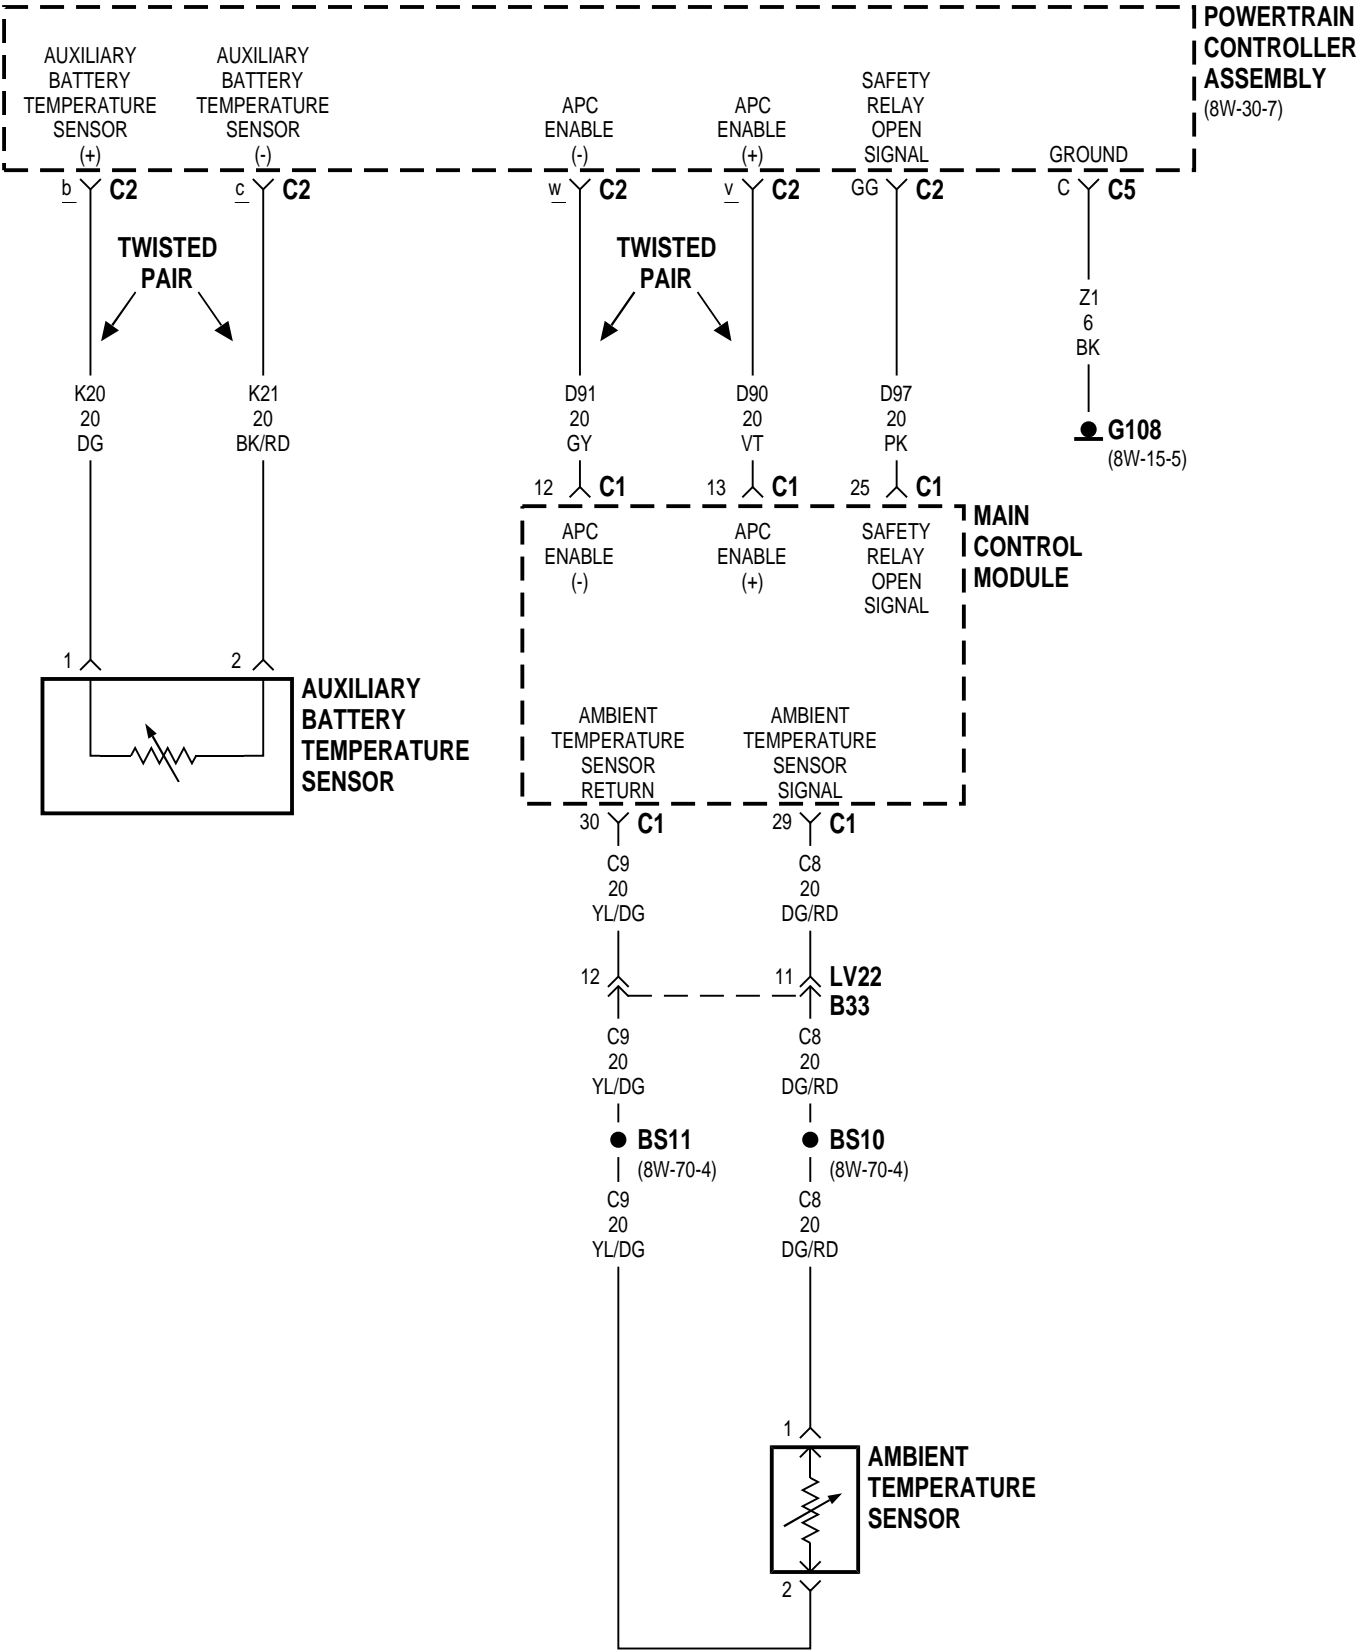 POWERTRAIN
CONTROLLER
ASSEMBLY
(8W-30-7)
AUXILIARY
BATTERY
TEMPERATURE
SENSOR
(+)
AUXILIARY
BATTERY
TEMPERATURE
SENSOR
(-)
APC
ENABLE
(-)
APC
ENABLE
(+)
SAFETY
RELAY
OPEN
SIGNAL
GROUND
b C2
c C2
w C2
v C2
GG C2
C C5
TWISTED
PAIR
TWISTED
PAIR
Z1
6
BK
G108
(8W-15-5)
K20
20
DG
K21
20
BK/RD
D91
20
GY
D90
20
VT
D97
20
PK
12 C1
13 C1
25 C1
MAIN
CONTROL
MODULE
APC
ENABLE
(-)
APC
ENABLE
(+)
SAFETY
RELAY
OPEN
SIGNAL
1
2
AUXILIARY
BATTERY
TEMPERATURE
SENSOR
AMBIENT
TEMPERATURE
SENSOR
RETURN
AMBIENT
TEMPERATURE
SENSOR
SIGNAL
30 C1
29 C1
C9
20
YL/DG
C8
20
DG/RD
12
11 LV22
B33
C9
20
YL/DG
C8
20
DG/RD
BS11
(8W-70-4)
BS10
(8W-70-4)
C9
20
YL/DG
C8
20
DG/RD
1
AMBIENT
TEMPERATURE
SENSOR
2